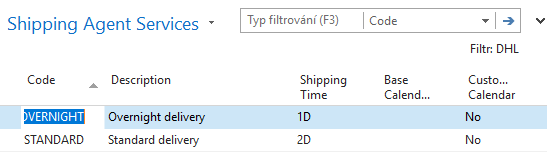 Shipping Agent Services
Typ filtrování (F3)
Code
Filtr: DHL
Code
Description
Shipping Time
Base Calend...
Custo... Calendar
OVERNIGHT Overnight delivery 1D No
STANDARD Standard delivery 2D No